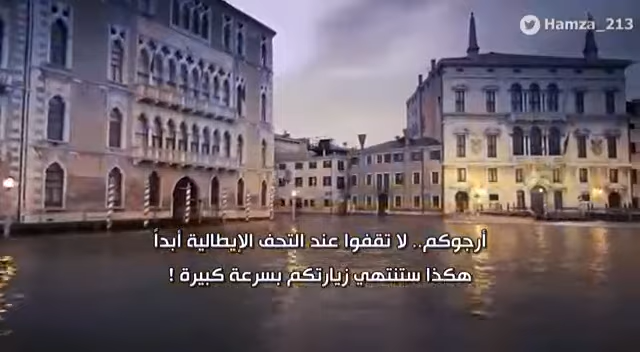 Hamza_213
أرجوكم.. لا تقفوا عند التحف الإيطالية أبداً
هكذا ستنتهي زيارتكم بسرعة كبيرة !